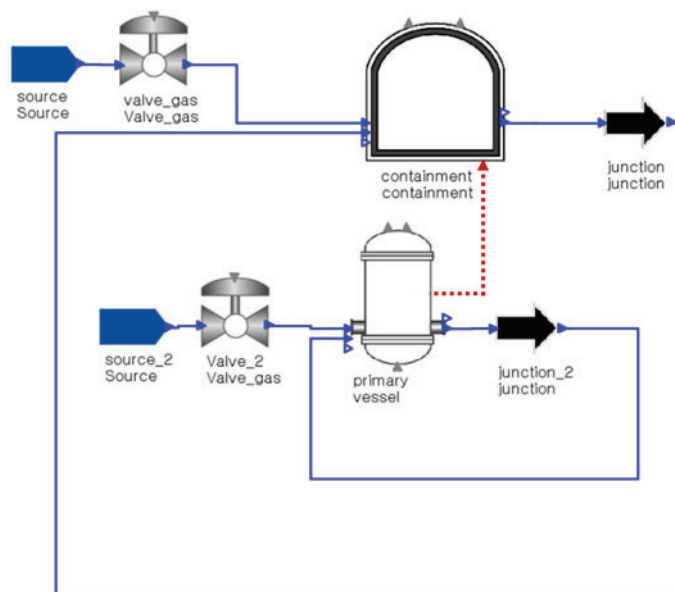 source
Source
valve_gas
Valve_gas
containment
containment
junction
junction
source_2
Source
Valve_2
Valve_gas
primary
vessel
junction_2
junction